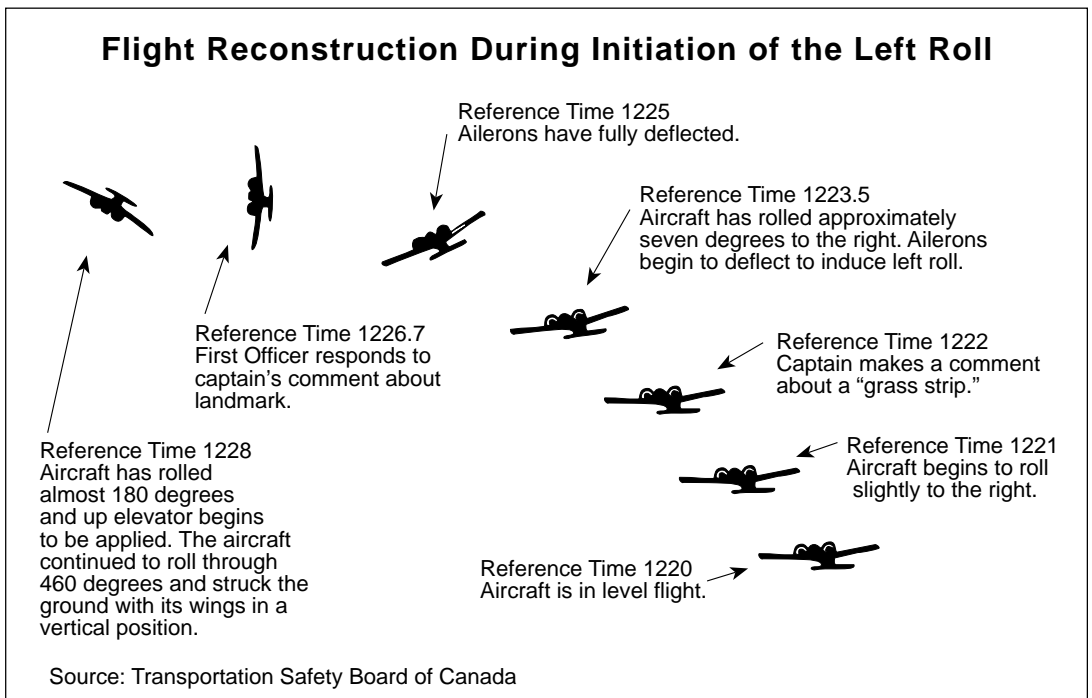 Flight Reconstruction During Initiation of the Left Roll
Reference Time 1225
Ailerons have fully deflected.
Reference Time 1223.5
Aircraft has rolled approximately
seven degrees to the right. Ailerons
begin to deflect to induce left roll.
Reference Time 1226.7
First Officer responds to
captain’s comment about
landmark.
Reference Time 1222
Captain makes a comment
about a “grass strip.”
Reference Time 1228
Aircraft has rolled
almost 180 degrees
and up elevator begins
to be applied. The aircraft
continued to roll through
460 degrees and struck the
ground with its wings in a
vertical position.
Reference Time 1221
Aircraft begins to roll
slightly to the right.
Reference Time 1220
Aircraft is in level flight.
Source: Transportation Safety Board of Canada